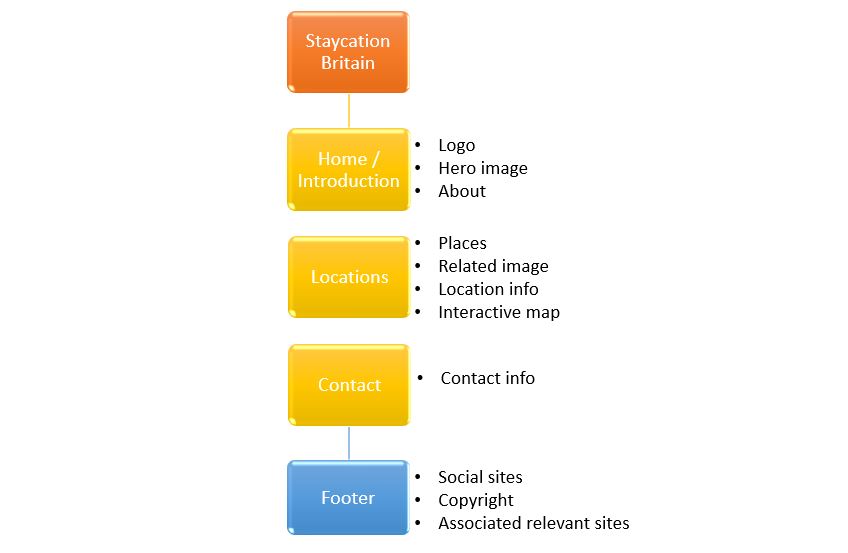 Staycation
Britain
Home /
Introduction
• Logo
• Hero image
• About
Locations
• Places
• Related image
• Location info
• Interactive map
Contact
• Contact info
Footer
• Social sites
• Copyright
• Associated relevant sites